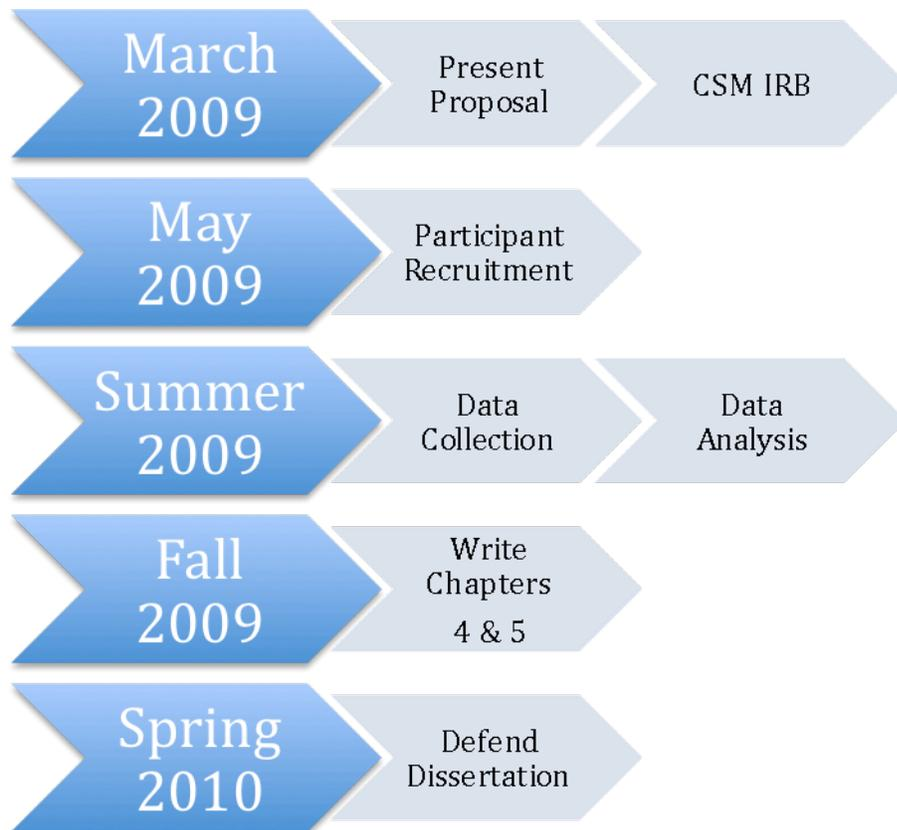 March
2009
Present
Proposal
CSM IRB
May
2009
Participant
Recruitment
Summer
2009
Data
Collection
Data
Analysis
Fall
2009
Write
Chapters
4 & 5
Spring
2010
Defend
Dissertation